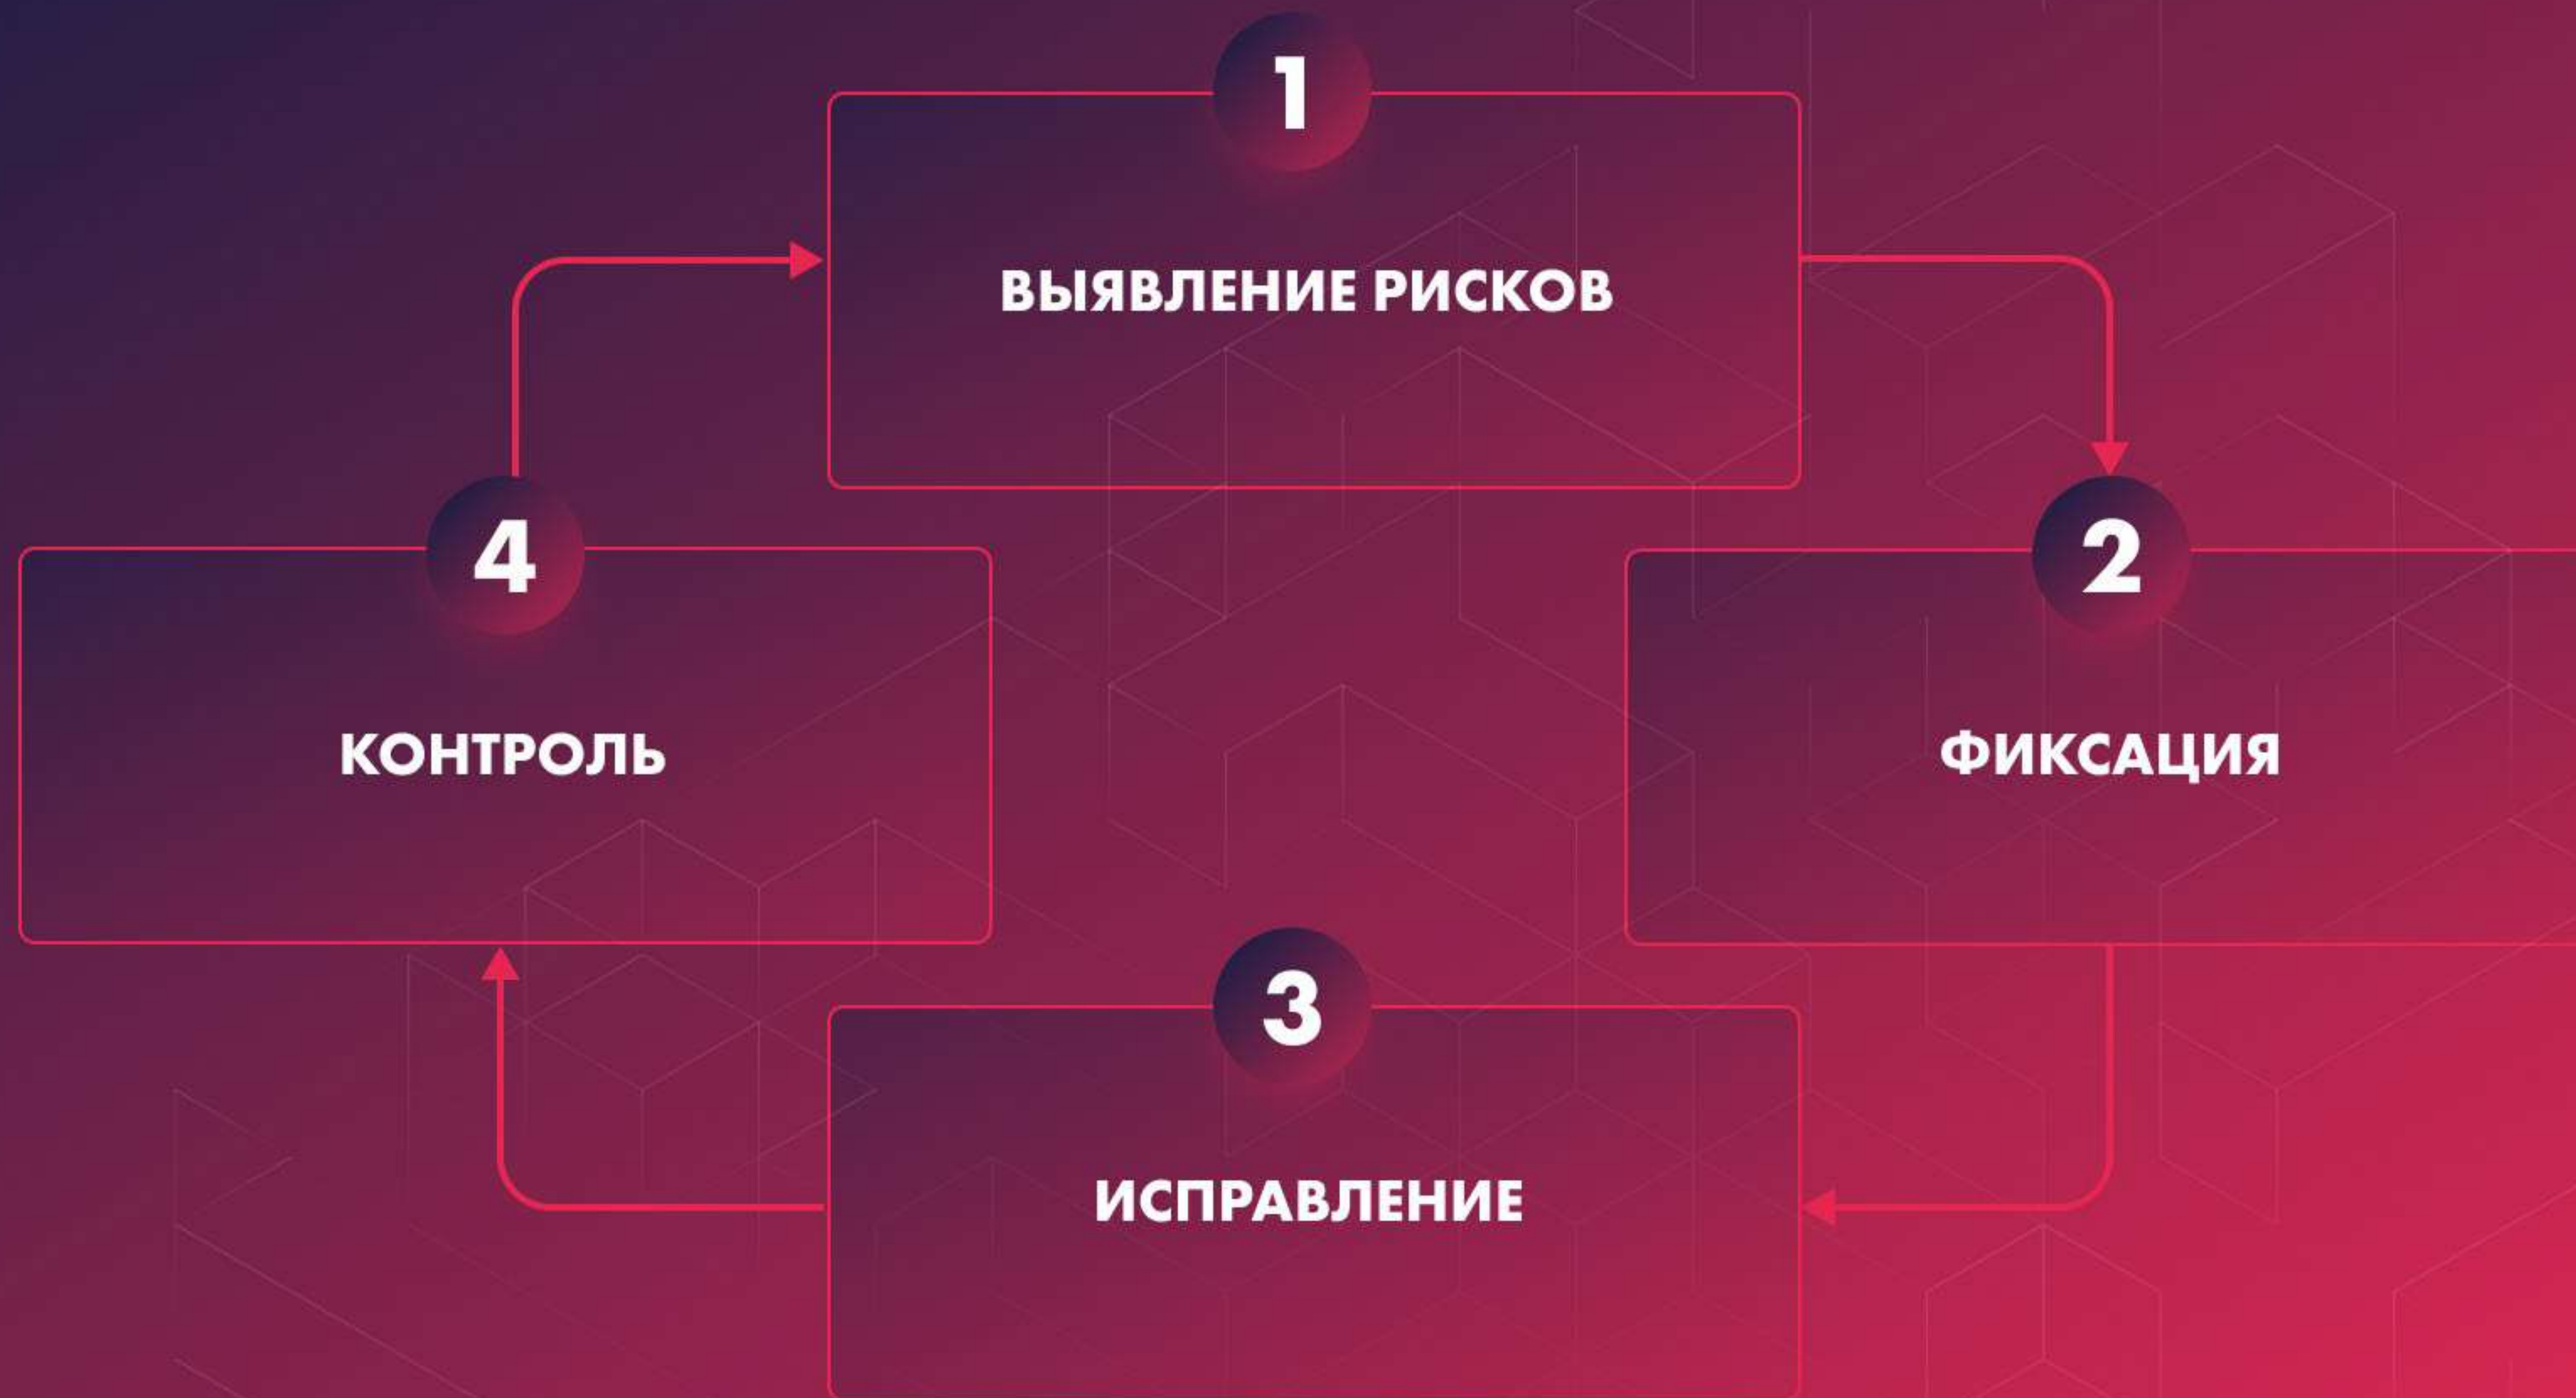 1
ВЫЯВЛЕНИЕ РИСКОВ
2
ФИКСАЦИЯ
3
ИСПРАВЛЕНИЕ
4
КОНТРОЛЬ